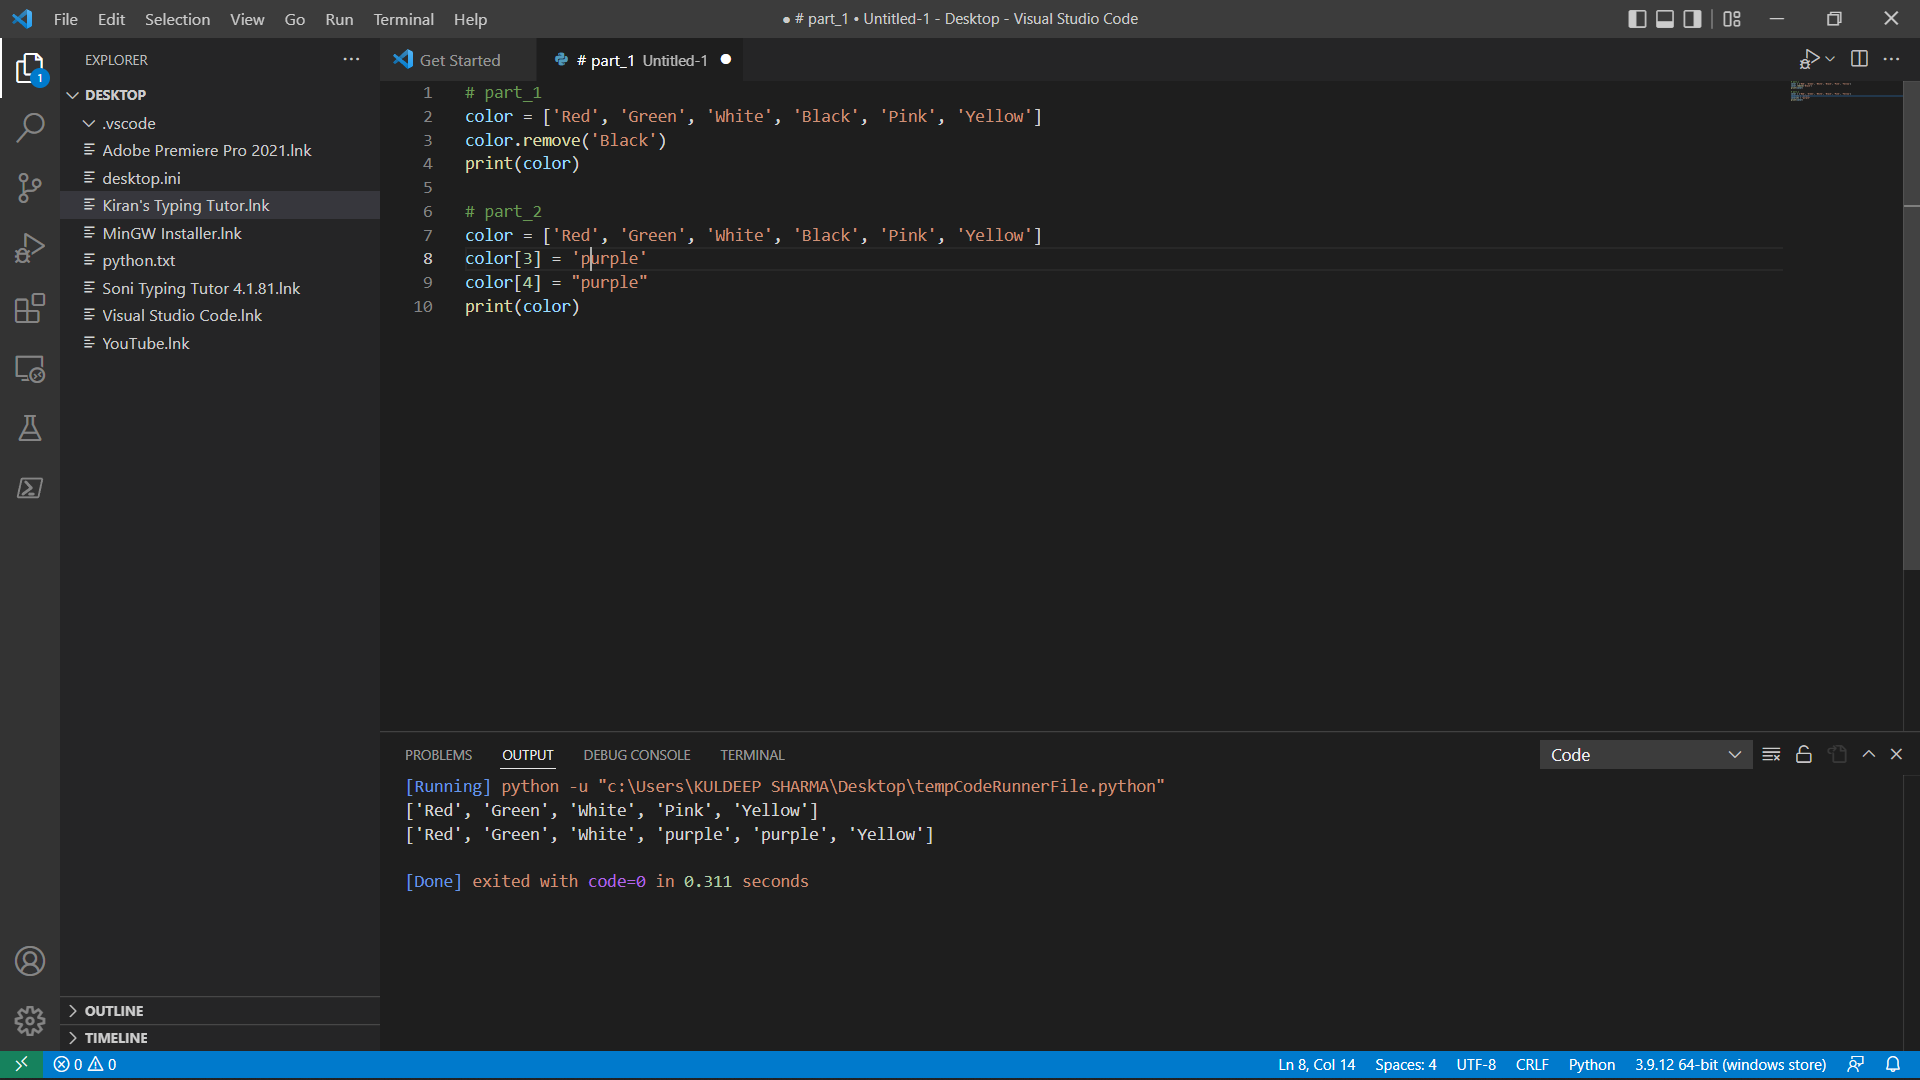 File Edit Selection View Go Run Terminal Help
● # part_1 • Untitled-1 - Desktop - Visual Studio Code
EXPLORER
Get Started
# part_1 Untitled-1
1
DESKTOP
.vscode
Adobe Premiere Pro 2021.lnk
desktop.ini
Kiran's Typing Tutor.lnk
MinGW Installer.lnk
python.txt
Soni Typing Tutor 4.1.81.lnk
Visual Studio Code.lnk
YouTube.lnk
OUTLINE
TIMELINE
1 # part_1
2 color = ['Red', 'Green', 'White', 'Black', 'Pink', 'Yellow']
3 color.remove('Black')
4 print(color)
5
6 # part_2
7 color = ['Red', 'Green', 'White', 'Black', 'Pink', 'Yellow']
8 color[3] = 'purple'
9 color[4] = "purple"
10 print(color)
PROBLEMS OUTPUT DEBUG CONSOLE TERMINAL
Code
[Running] python -u "c:\Users\KULDEEP SHARMA\Desktop\tempCodeRunnerFile.python"
['Red', 'Green', 'White', 'Pink', 'Yellow']
['Red', 'Green', 'White', 'purple', 'purple', 'Yellow']
[Done] exited with code=0 in 0.311 seconds
0 0
Ln 8, Col 14 Spaces: 4 UTF-8 CRLF Python 3.9.12 64-bit (windows store)